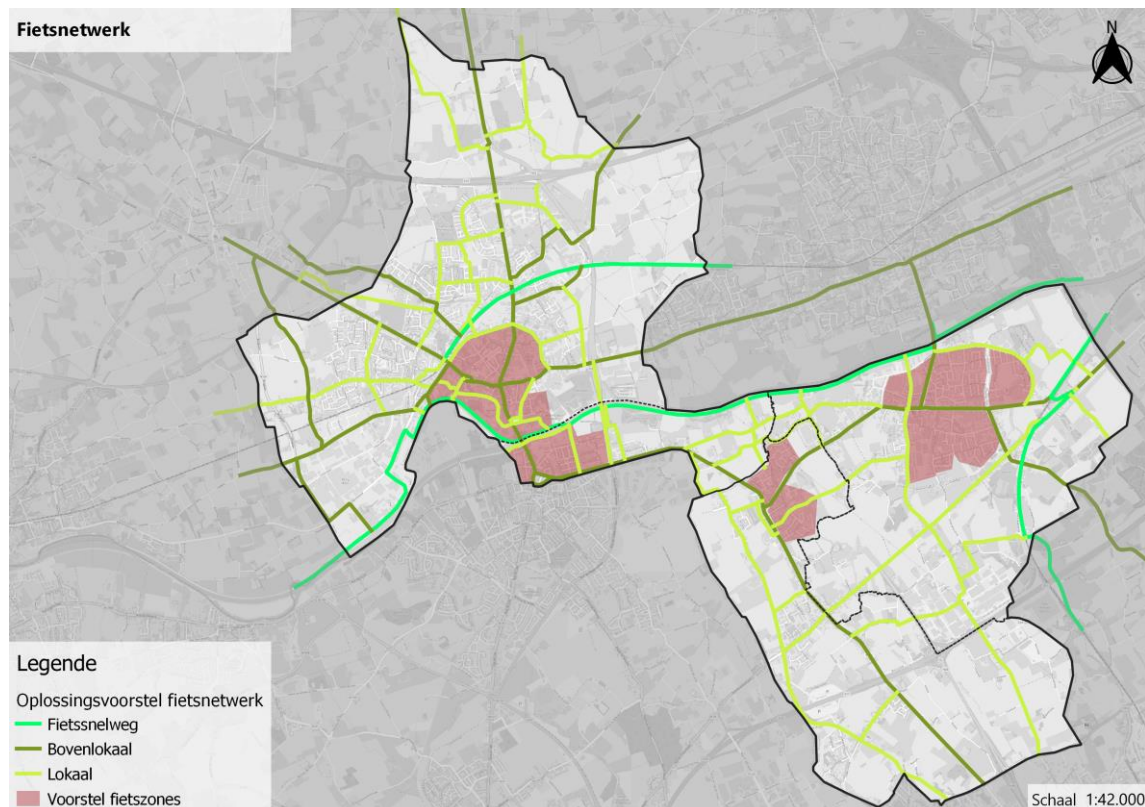 Fietsnetwerk
N
Legende
Oplossingsvoorstel fietsnetwerk
Fietssnelweg
Bovenlokaal
Lokaal
Voorstel fietszones
Schaal 1:42.000